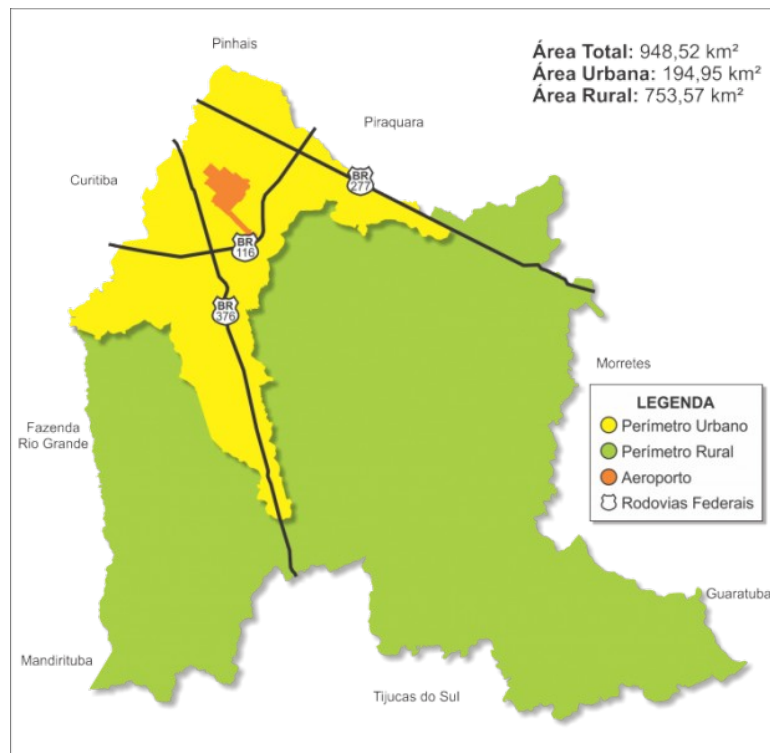 Pinhais
Área Total: 948,52 km²
Área Urbana: 194,95 km²
Área Rural: 753,57 km²
Piraquara
Curitiba
BR
277
BR
116
BR
376
Morretes
Fazenda
Rio Grande
LEGENDA
Perímetro Urbano
Perímetro Rural
Aeroporto
Rodovias Federais
Guaratuba
Mandirituba
Tijucas do Sul